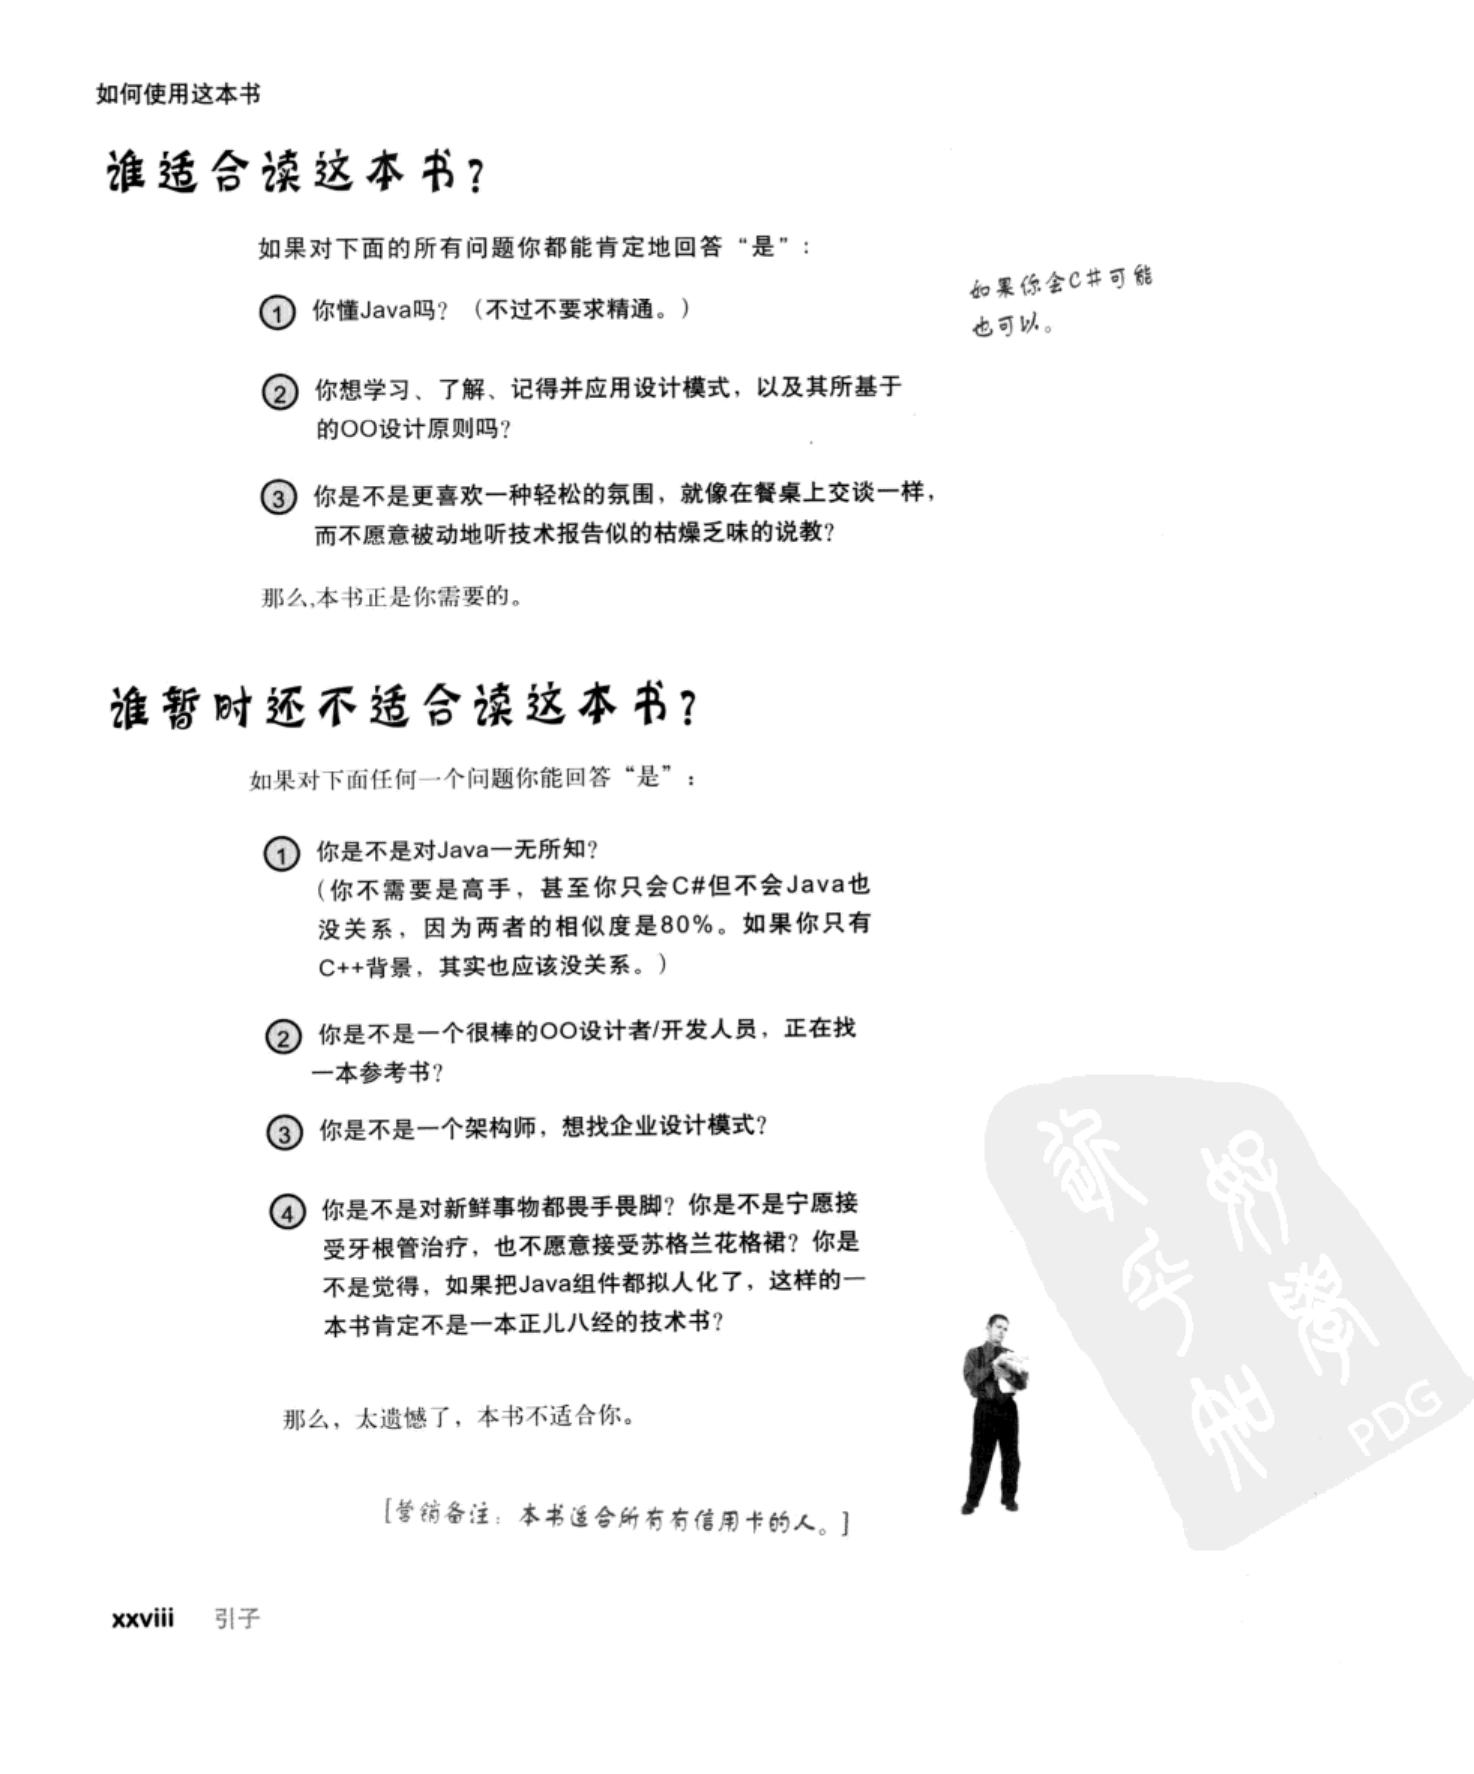 如何使用这本书
谁适合读这本书?
如果对下面的所有问题你都能肯定地回答“是”：
① 你懂Java吗？（不过不要求精通。）
如果你会C#可能
也可以。
② 你想学习、了解、记得并应用设计模式，以及其所基于
的OO设计原则吗？
③ 你是不是更喜欢一种轻松的氛围，就像在餐桌上交谈一样，
而不愿意被动地听技术报告似的枯燥乏味的说教？
那么,本书正是你需要的。
谁暂时还不适合读这本书?
如果对下面任何一个问题你能回答“是”：
① 你是不是对Java一无所知？
（你不需要是高手，甚至你只会C#但不会Java也
没关系，因为两者的相似度是80%。如果你只有
C++背景，其实也应该没关系。）
② 你是不是一个很棒的OO设计者/开发人员，正在找
一本参考书？
③ 你是不是一个架构师，想找企业设计模式？
④ 你是不是对新鲜事物都畏手畏脚？你是不是宁愿接
受牙根管治疗，也不愿意接受苏格兰花格裙？你是
不是觉得，如果把Java组件都拟人化了，这样的一
本书肯定不是一本正儿八经的技术书？
那么，太遗憾了，本书不适合你。
[营销备注：本书适合所有有信用卡的人。]
PDG
xxviii 引子